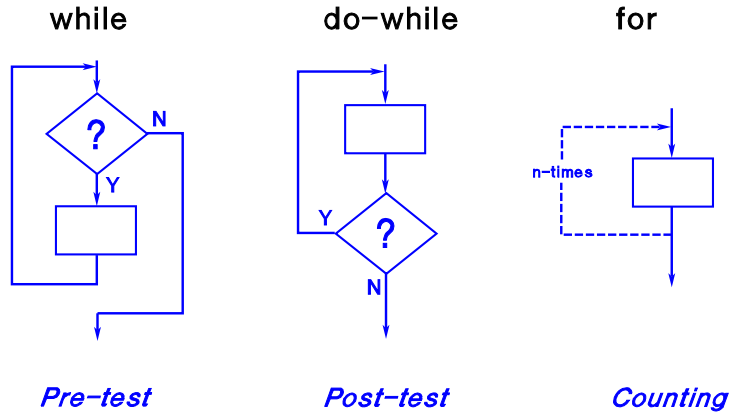 while
do-while
for
N
?
Y
Y
?
N
n-times
Pre-test
Post-test
Counting